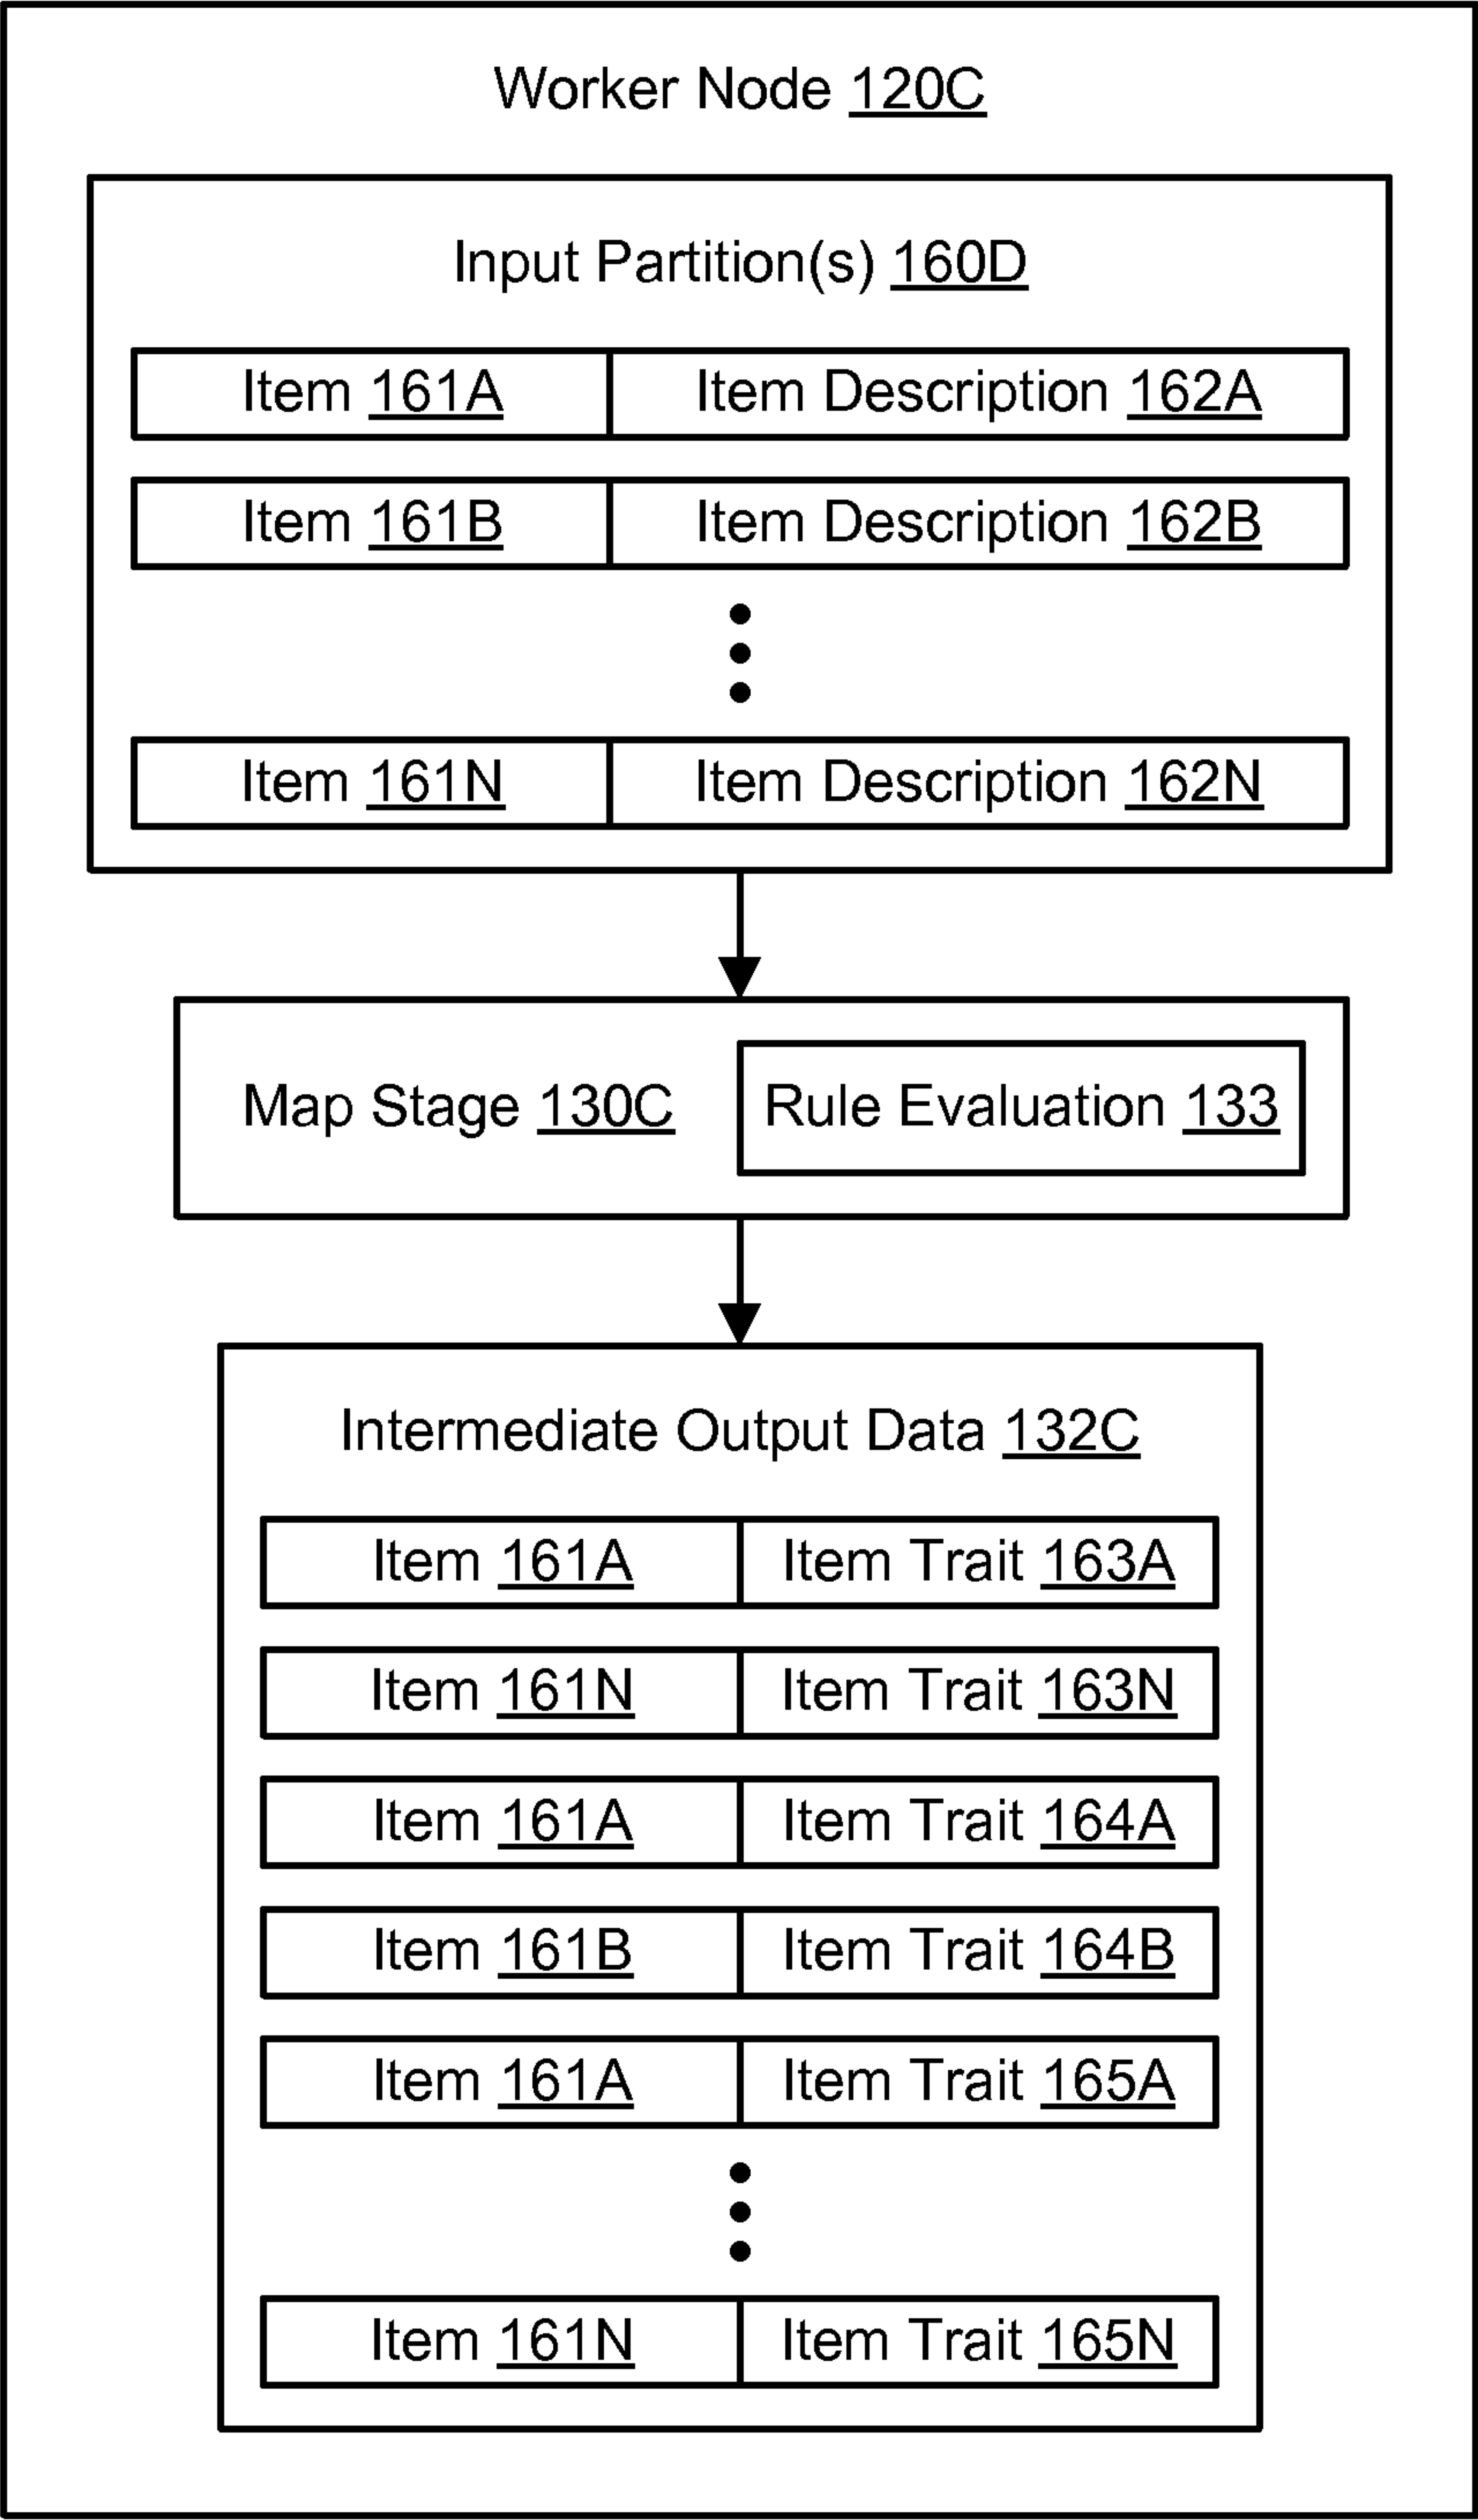 Worker Node 120C
Input Partition(s) 160D
Item 161A Item Description 162A
Item 161B Item Description 162B
Item 161N Item Description 162N
Map Stage 130C Rule Evaluation 133
Intermediate Output Data 132C
Item 161A Item Trait 163A
Item 161N Item Trait 163N
Item 161A Item Trait 164A
Item 161B Item Trait 164B
Item 161A Item Trait 165A
Item 161N Item Trait 165N